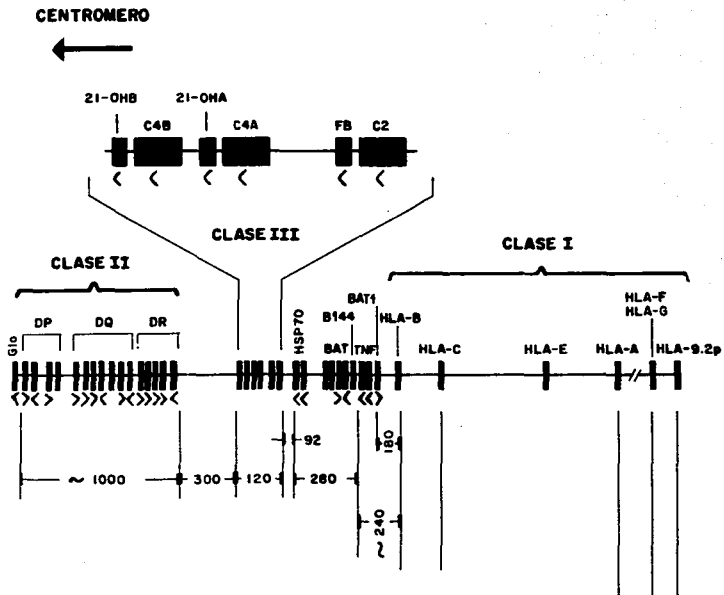 CENTROMERO
21-OHB 21-OHA
C4B C4A FB C2
< < < < < <
CLASE III
CLASE I
CLASE II
BAT1
HLA-F
DP DQ DR
Glo
HSP70
B144
HLA-B
HLA-G
BAT TNF
HLA-C HLA-E HLA-A HLA-9.2p
92
180
~ 1000 300 120 280
~ 240